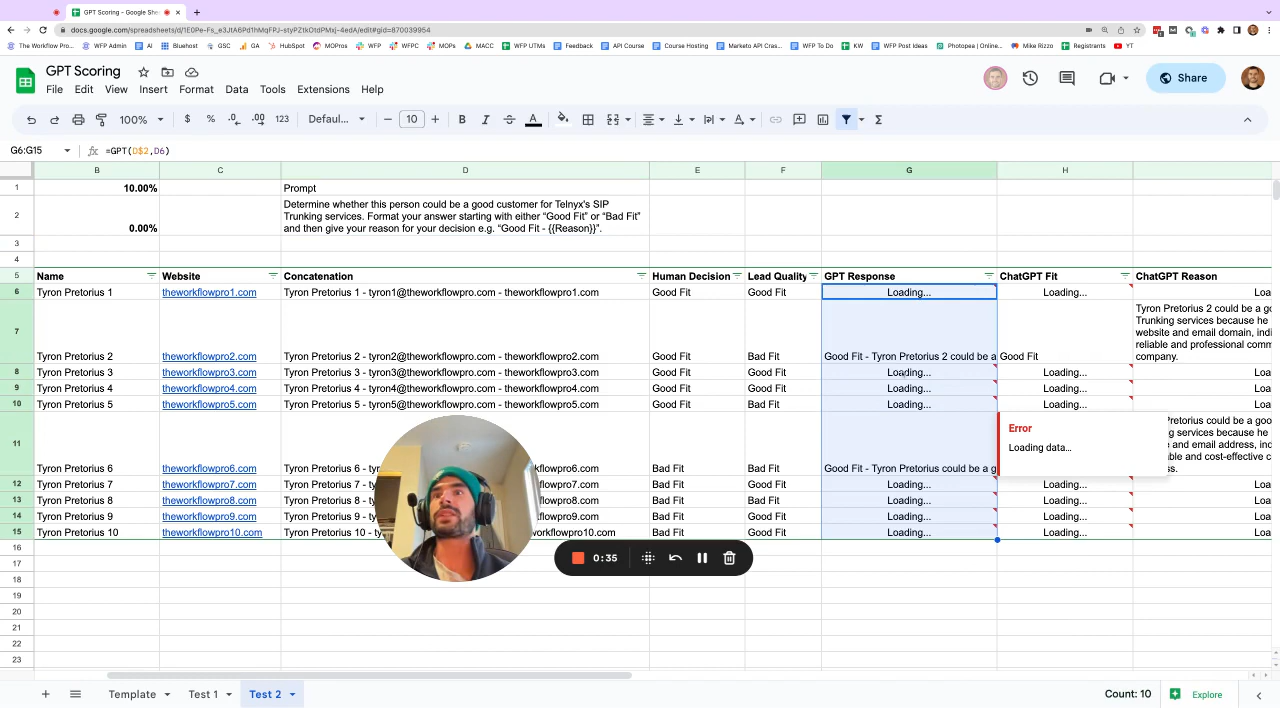 GPT Scoring - Google She
docs.google.com/spreadsheets/d/1E0Pe-Fs_e3JtA6Pd1hMqFPJ-styPZtkOtdPMxj-4edA/edit#gid=870039954
The Workflow Pro... WFP Admin AI Bluehost GSC GA HubSpot MOPros WFP WFPC MOPs MACC WFP UTMs Feedback API Course Course Hosting Marketo API Cras... WFP To Do KW WFP Post Ideas Photopea | Online... Mike Rizzo Registrants YT
GPT Scoring
Share
File Edit View Insert Format Data Tools Extensions Help
100% $ % .0 .00 123 Defaul... 10 B I A
G6:G15 fx =GPT(D$2,D6)
B C D E F G H
1 10.00% Prompt
Determine whether this person could be a good customer for Telnyx's SIP
Trunking services. Format your answer starting with either “Good Fit” or “Bad Fit”
2 0.00% and then give your reason for your decision e.g. “Good Fit - {{Reason}}”.
3
4
5 Name Website Concatenation Human Decision Lead Quality GPT Response ChatGPT Fit ChatGPT Reason
6 Tyron Pretorius 1 theworkflowpro1.com Tyron Pretorius 1 - tyron1@theworkflowpro.com - theworkflowpro1.com Good Fit Good Fit Loading... Loading... Loa
Tyron Pretorius 2 could be a go
Trunking services because he
7 website and email domain, indi
reliable and professional comm
Tyron Pretorius 2 theworkflowpro2.com Tyron Pretorius 2 - tyron2@theworkflowpro.com - theworkflowpro2.com Good Fit Bad Fit Good Fit - Tyron Pretorius 2 could be a Good Fit company.
8 Tyron Pretorius 3 theworkflowpro3.com Tyron Pretorius 3 - tyron3@theworkflowpro.com - theworkflowpro3.com Good Fit Good Fit Loading... Loading... Loa
9 Tyron Pretorius 4 theworkflowpro4.com Tyron Pretorius 4 - tyron4@theworkflowpro.com - theworkflowpro4.com Good Fit Good Fit Loading... Loading... Loa
10 Tyron Pretorius 5 theworkflowpro5.com Tyron Pretorius 5 - tyron5@theworkflowpro.com - theworkflowpro5.com Good Fit Bad Fit Loading... Loading... Loa
Pretorius could be a goo
Error
g services because he
11 Loading data...
e and email address, ind
able and cost-effective c
Tyron Pretorius 6 theworkflowpro6.com Tyron Pretorius 6 - ty theworkflowpro6.com Bad Fit Bad Fit Good Fit - Tyron Pretorius could be a g s.
12 Tyron Pretorius 7 theworkflowpro7.com Tyron Pretorius 7 - ty heworkflowpro7.com Bad Fit Good Fit Loading... Loading... Loa
13 Tyron Pretorius 8 theworkflowpro8.com Tyron Pretorius 8 - ty heworkflowpro8.com Bad Fit Bad Fit Loading... Loading... Loa
14 Tyron Pretorius 9 theworkflowpro9.com Tyron Pretorius 9 - ty heworkflowpro9.com Bad Fit Good Fit Loading... Loading... Loa
15 Tyron Pretorius 10 theworkflowpro10.com Tyron Pretorius 10 - t workflowpro10.com Bad Fit Good Fit Loading... Loading... Loa
16
0:35
17
18
19
20
21
22
23
Template Test 1 Test 2 Count: 10 Explore